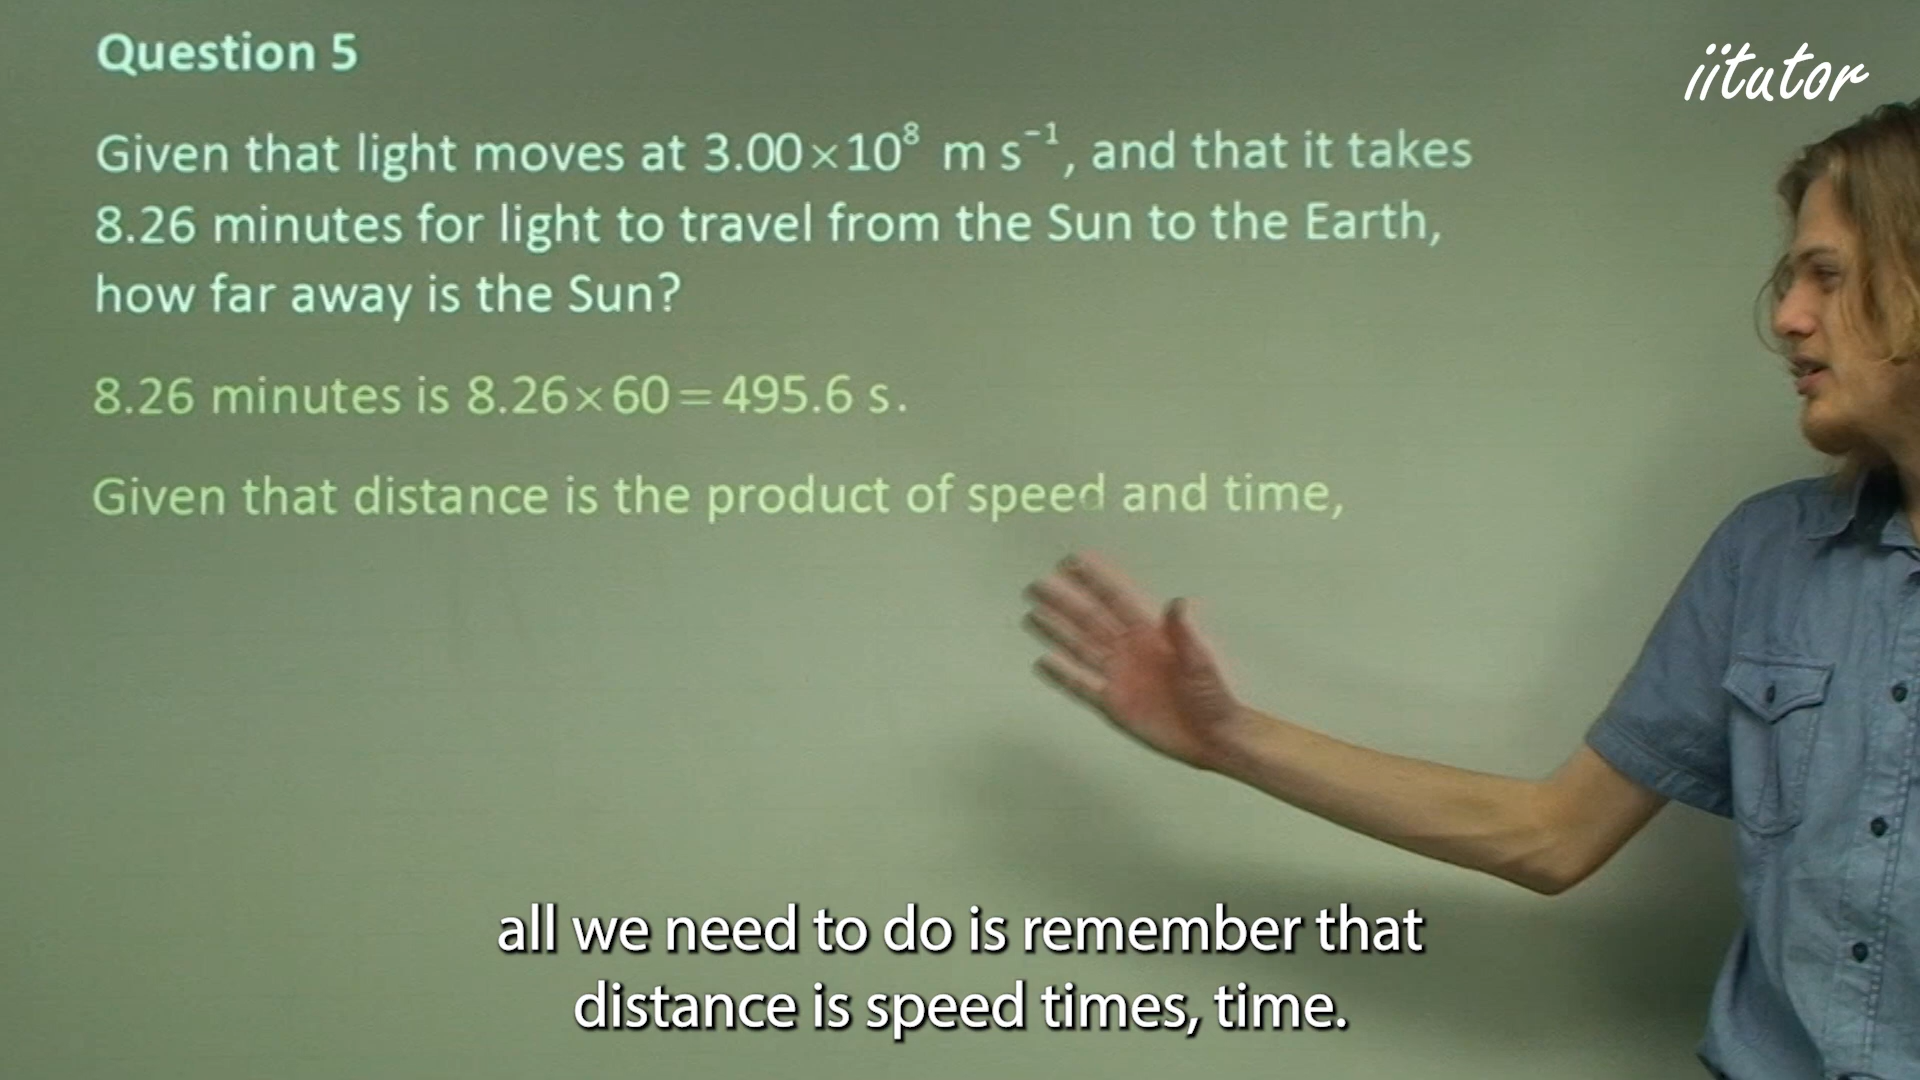 Question 5
iitutor
Given that light moves at 3.00×10⁸ m s⁻¹, and that it takes
8.26 minutes for light to travel from the Sun to the Earth,
how far away is the Sun?
8.26 minutes is 8.26×60=495.6 s.
Given that distance is the product of speed and time,
all we need to do is remember that
distance is speed times, time.